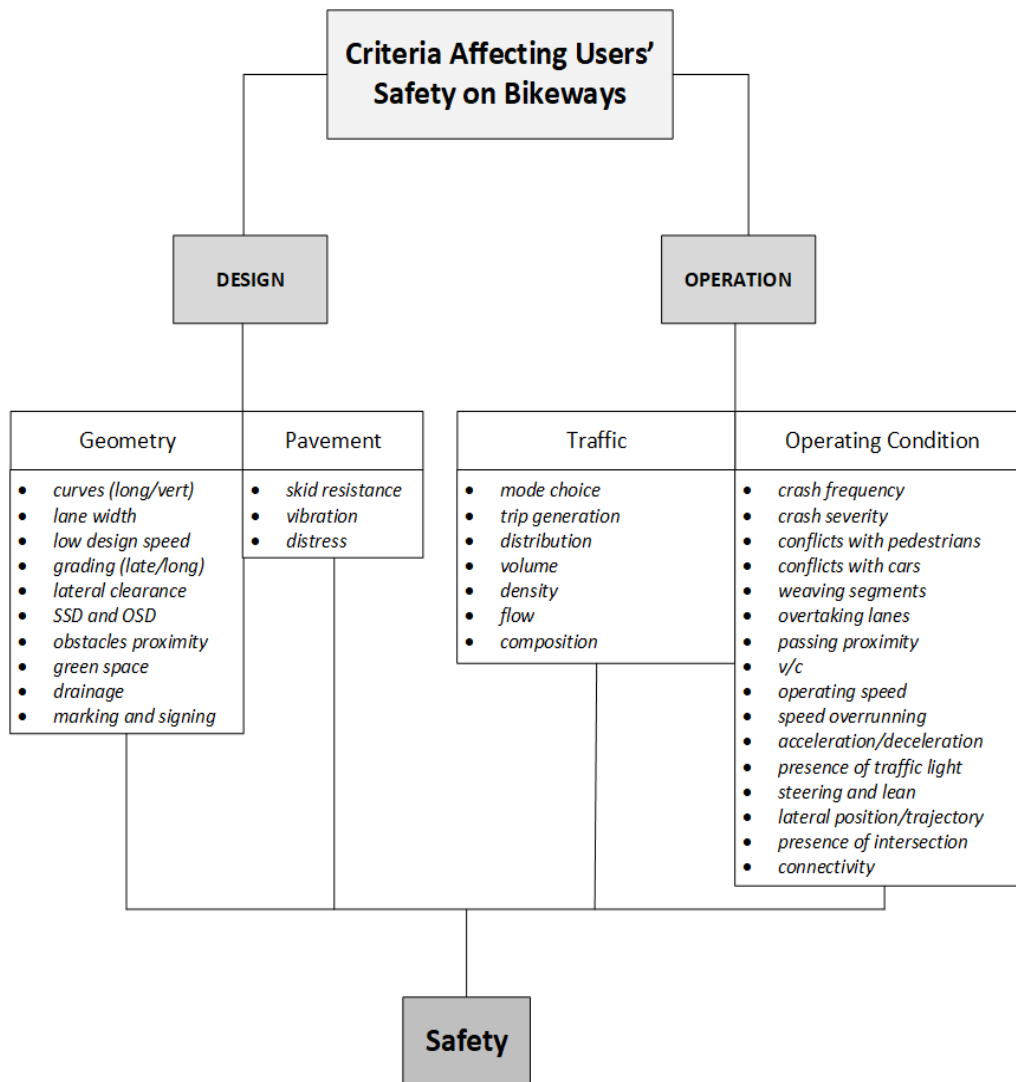 Criteria Affecting Users'
Safety on Bikeways
DESIGN
OPERATION
Geometry
• curves (long/vert)
• lane width
• low design speed
• grading (late/long)
• lateral clearance
• SSD and OSD
• obstacles proximity
• green space
• drainage
• marking and signing
Pavement
• skid resistance
• vibration
• distress
Traffic
• mode choice
• trip generation
• distribution
• volume
• density
• flow
• composition
Operating Condition
• crash frequency
• crash severity
• conflicts with pedestrians
• conflicts with cars
• weaving segments
• overtaking lanes
• passing proximity
• v/c
• operating speed
• speed overrunning
• acceleration/deceleration
• presence of traffic light
• steering and lean
• lateral position/trajectory
• presence of intersection
• connectivity
Safety